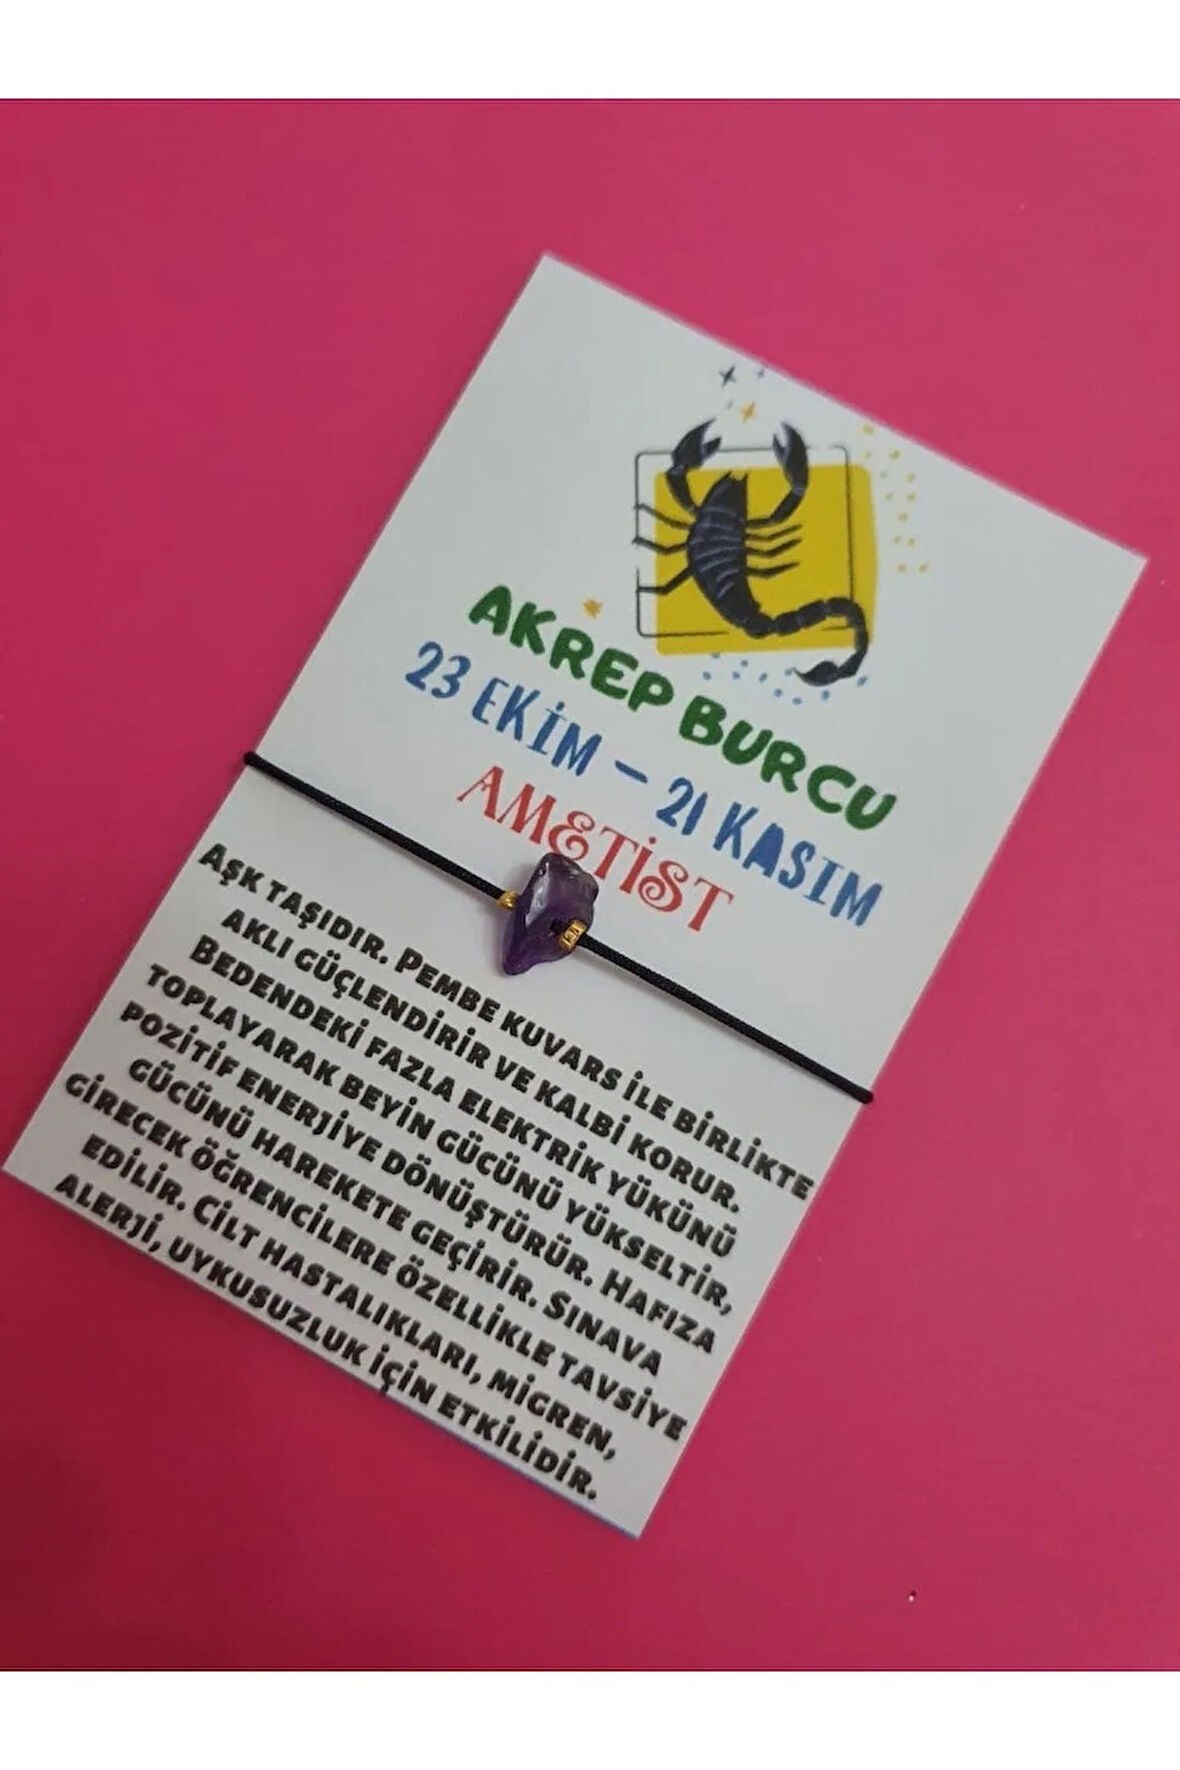 AKREP BURCU
23 EKİM – 21 KASIM
AMETİST
AŞK TAŞIDIR. PEMBE KUVARS İLE BİRLİKTE
AKLI GÜÇLENDİRİR VE KALBİ KORUR.
BEDENDEKİ FAZLA ELEKTRİK YÜKÜNÜ
TOPLAYARAK BEYİN GÜCÜNÜ YÜKSELTİR,
POZİTİF ENERJİYE DÖNÜŞTÜRÜR. HAFIZA
GÜCÜNÜ HAREKETE GEÇİRİR. SINAVA
GİRECEK ÖĞRENCİLERE ÖZELLİKLE TAVSİYE
EDİLİR. CİLT HASTALIKLARI, MİGREN,
ALERJİ, UYKUSUZLUK İÇİN ETKİLİDİR.